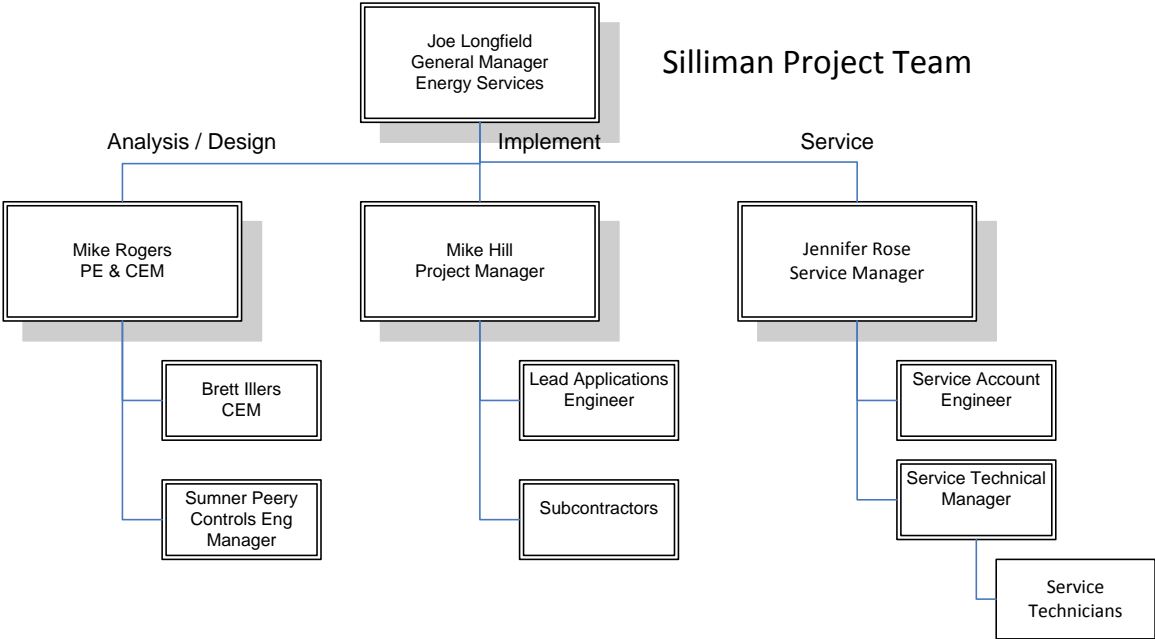 Joe Longfield
General Manager
Energy Services
Silliman Project Team
Analysis / Design
Implement
Service
Mike Rogers
PE & CEM
Mike Hill
Project Manager
Jennifer Rose
Service Manager
Brett Illers
CEM
Lead Applications
Engineer
Service Account
Engineer
Sumner Peery
Controls Eng
Manager
Subcontractors
Service Technical
Manager
Service
Technicians